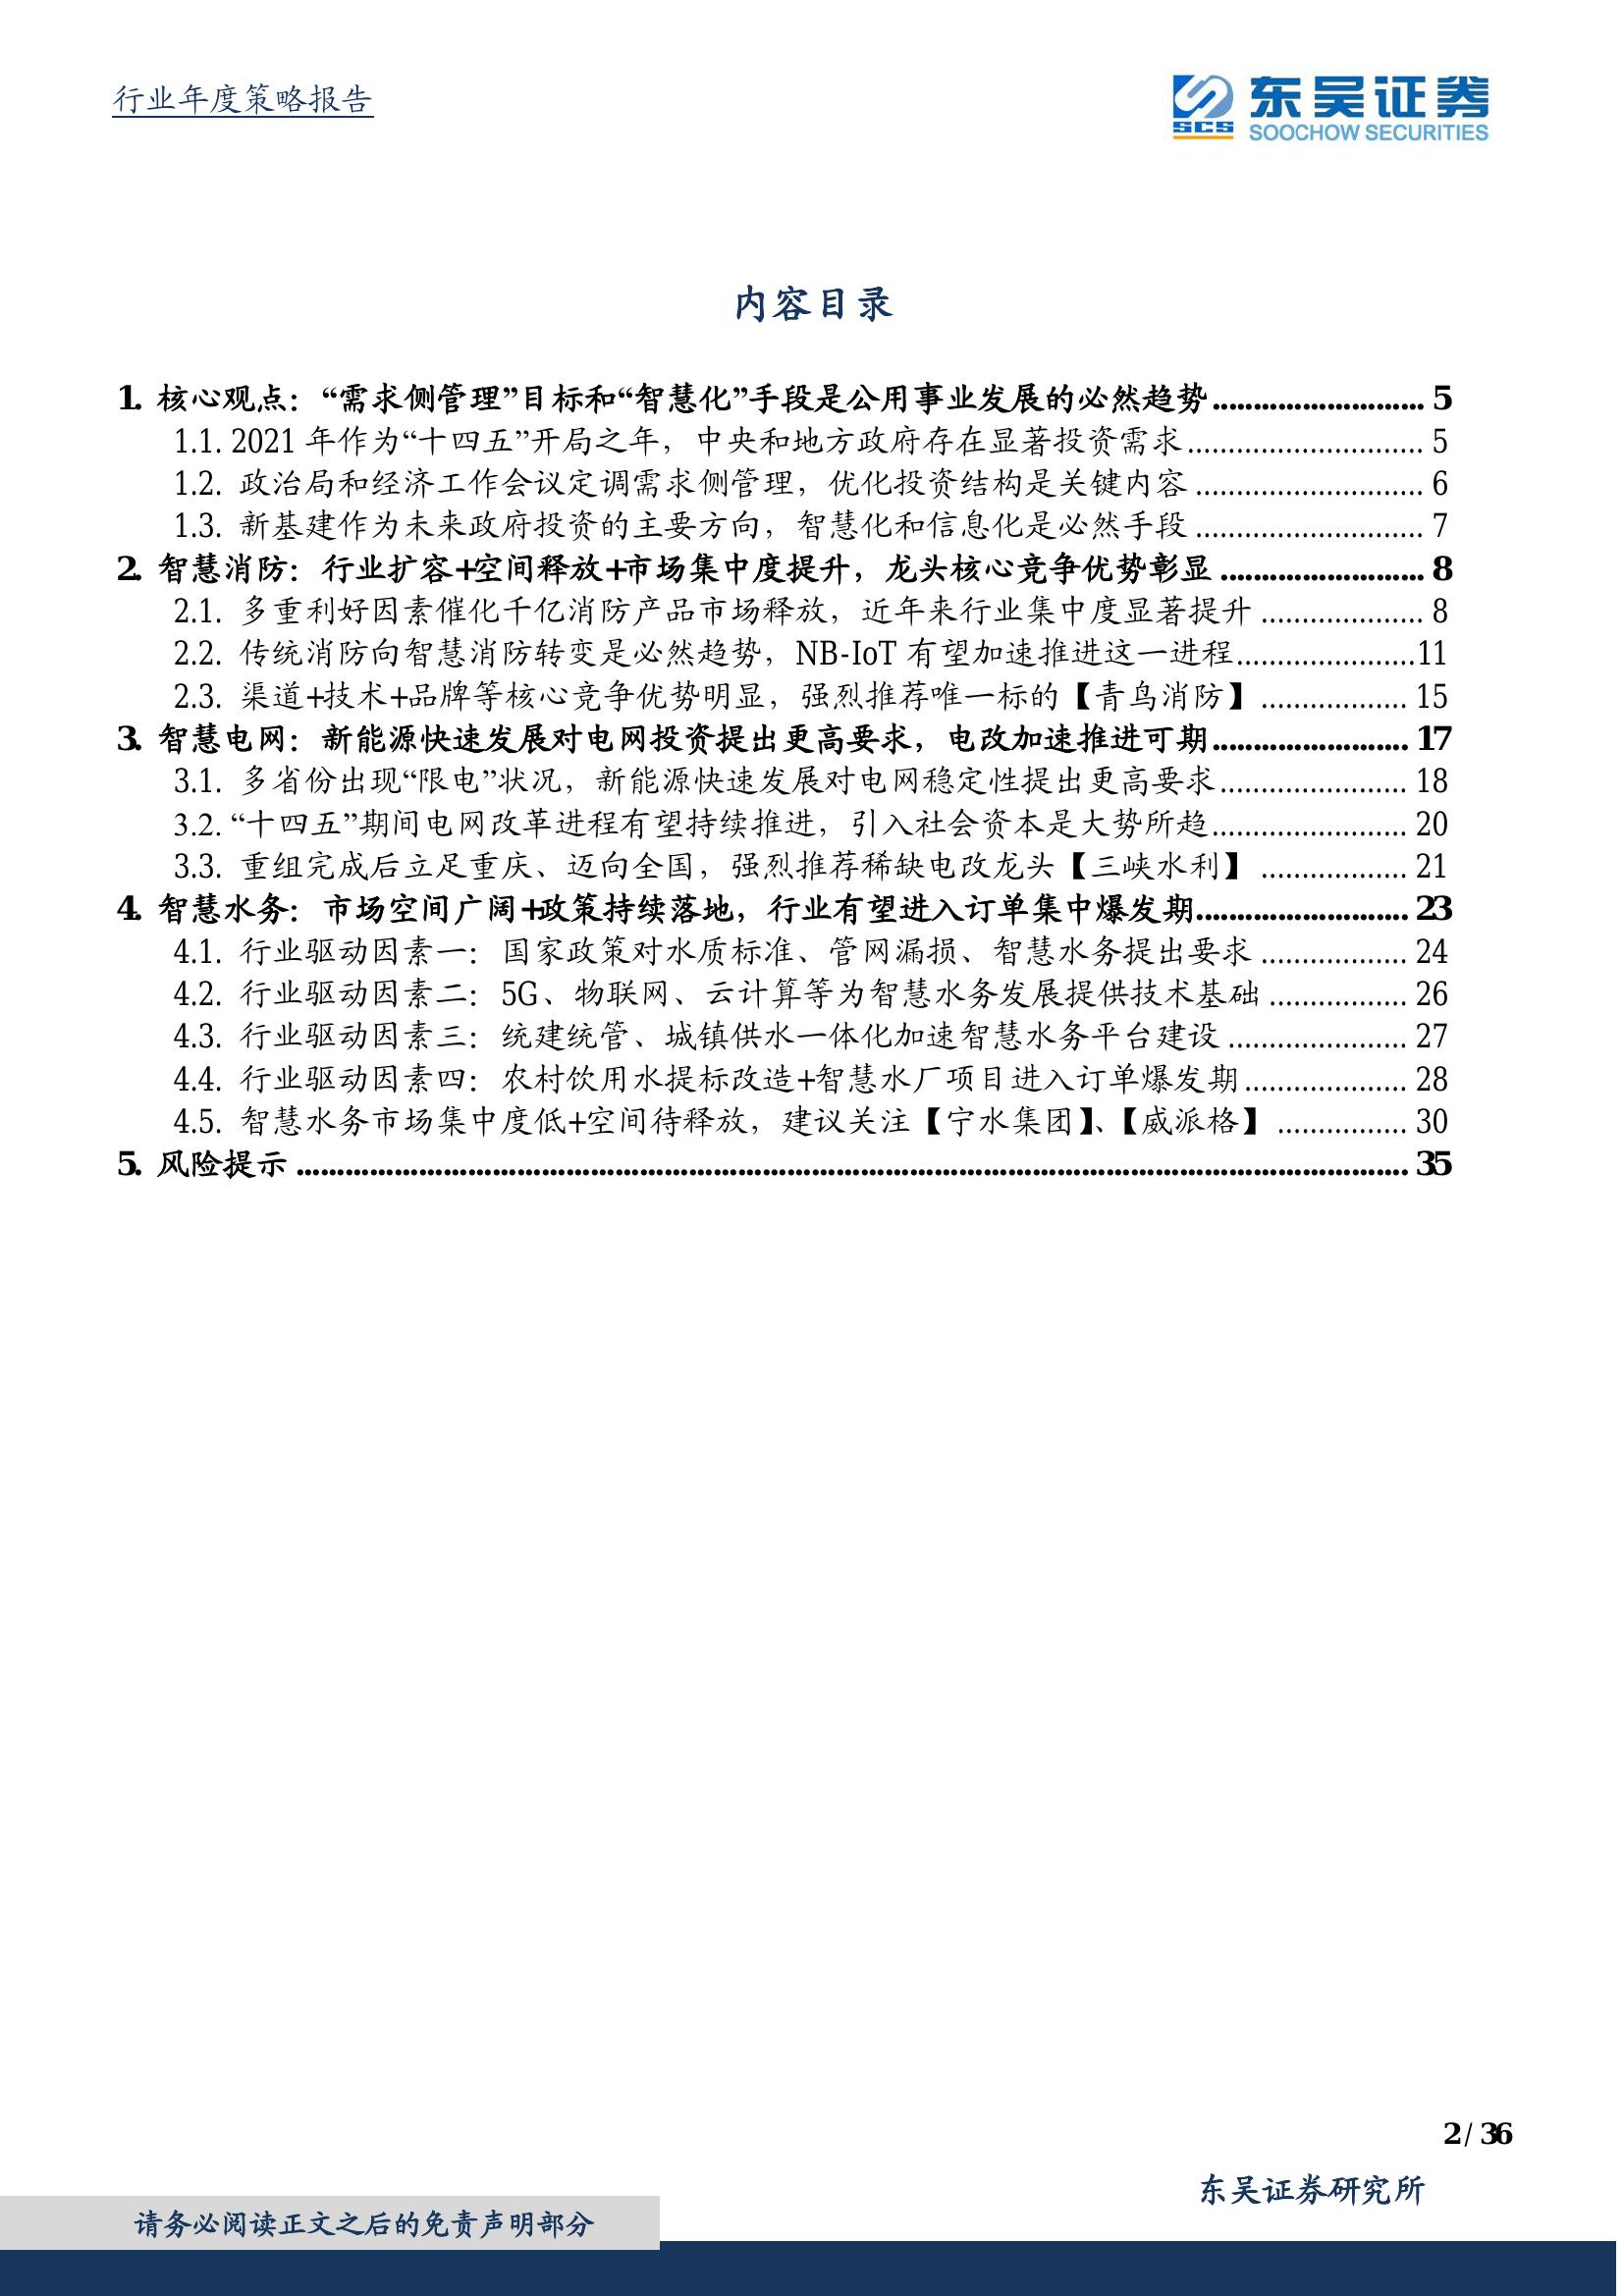 行业年度策略报告
SCS
东吴证券
SOOCHOW SECURITIES
内容目录
1. 核心观点：“需求侧管理”目标和“智慧化”手段是公用事业发展的必然趋势.......................... 5
1.1. 2021 年作为“十四五”开局之年，中央和地方政府存在显著投资需求............................. 5
1.2. 政治局和经济工作会议定调需求侧管理，优化投资结构是关键内容............................ 6
1.3. 新基建作为未来政府投资的主要方向，智慧化和信息化是必然手段............................ 7
2. 智慧消防：行业扩容+空间释放+市场集中度提升，龙头核心竞争优势彰显......................... 8
2.1. 多重利好因素催化千亿消防产品市场释放，近年来行业集中度显著提升.................... 8
2.2. 传统消防向智慧消防转变是必然趋势，NB-IoT 有望加速推进这一进程......................11
2.3. 渠道+技术+品牌等核心竞争优势明显，强烈推荐唯一标的【青鸟消防】.................. 15
3. 智慧电网：新能源快速发展对电网投资提出更高要求，电改加速推进可期........................ 17
3.1. 多省份出现“限电”状况，新能源快速发展对电网稳定性提出更高要求....................... 18
3.2. “十四五”期间电网改革进程有望持续推进，引入社会资本是大势所趋........................ 20
3.3. 重组完成后立足重庆、迈向全国，强烈推荐稀缺电改龙头【三峡水利】.................. 21
4. 智慧水务：市场空间广阔+政策持续落地，行业有望进入订单集中爆发期.......................... 23
4.1. 行业驱动因素一：国家政策对水质标准、管网漏损、智慧水务提出要求.................. 24
4.2. 行业驱动因素二：5G、物联网、云计算等为智慧水务发展提供技术基础................. 26
4.3. 行业驱动因素三：统建统管、城镇供水一体化加速智慧水务平台建设...................... 27
4.4. 行业驱动因素四：农村饮用水提标改造+智慧水厂项目进入订单爆发期.................... 28
4.5. 智慧水务市场集中度低+空间待释放，建议关注【宁水集团】、【威派格】................ 30
5. 风险提示........................................................................................................................................ 35
2 / 36
东吴证券研究所
请务必阅读正文之后的免责声明部分